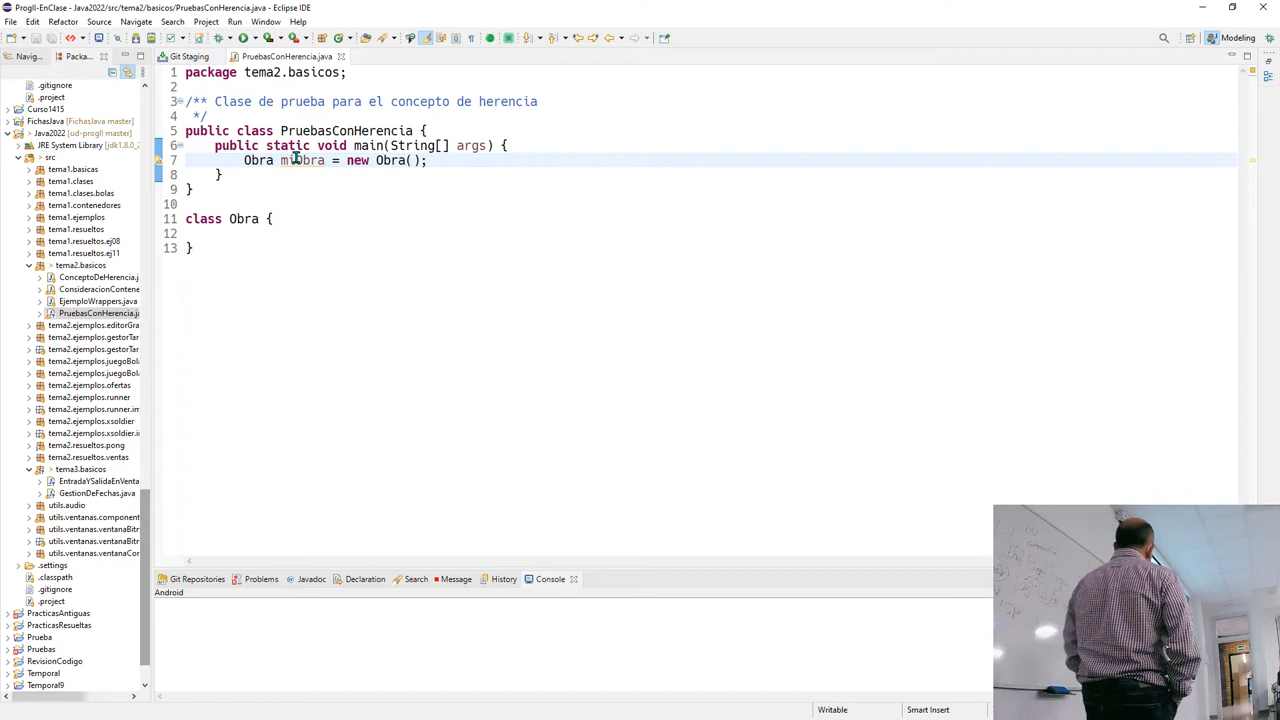 ProgII-EnClase - Java2022/src/tema2/basicos/PruebasConHerencia.java - Eclipse IDE
File Edit Refactor Source Navigate Search Project Run Window Help
Modeling
Navig...
Packa...
Git Staging
PruebasConHerencia.java
.gitignore
.project
Curso1415
FichasJava [FichasJava master]
Java2022 [ud-progII master]
JRE System Library [jdk1.8.0_
src
tema1.basicas
tema1.clases
tema1.clases.bolas
tema1.contenedores
tema1.ejemplos
tema1.resueltos
tema1.resueltos.ej08
tema1.resueltos.ej11
tema2.basicos
ConceptoDeHerencia.j
ConsideracionContene
EjemploWrappers.java
PruebasConHerencia.ja
tema2.ejemplos.editorGra
tema2.ejemplos.gestorTar
tema2.ejemplos.gestorTar
tema2.ejemplos.juegoBol
tema2.ejemplos.juegoBol
tema2.ejemplos.ofertas
tema2.ejemplos.runner
tema2.ejemplos.runner.im
tema2.ejemplos.xsoldier
tema2.ejemplos.xsoldier.i
tema2.resueltos.pong
tema2.resueltos.ventas
tema3.basicos
EntradaYSalidaEnVenta
GestionDeFechas.java
utils.audio
utils.ventanas.component
utils.ventanas.ventanaBitr
utils.ventanas.ventanaBitr
utils.ventanas.ventanaCor
.settings
.classpath
.gitignore
.project
PracticasAntiguas
PracticasResueltas
Prueba
Pruebas
RevisionCodigo
Temporal
Temporal9
1 package tema2.basicos;
2
3 /** Clase de prueba para el concepto de herencia
4 */
5 public class PruebasConHerencia {
6 public static void main(String[] args) {
7 Obra miObra = new Obra();
8 }
9 }
10
11 class Obra {
12
13 }
Git Repositories Problems Javadoc Declaration Search Message History Console
Android
Writable Smart Insert